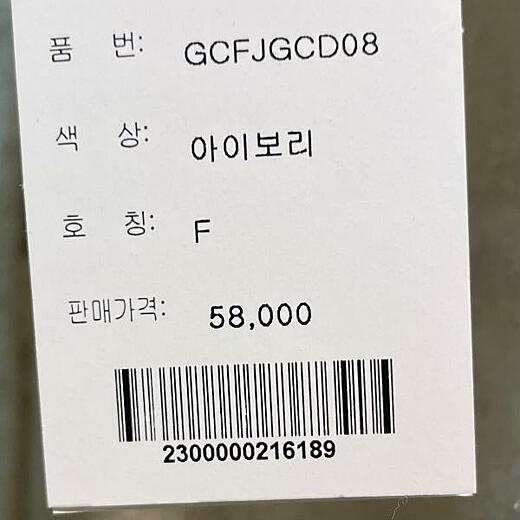 품 번: GCFJGCD08
색 상: 아이보리
호 칭: F
판매가격: 58,000
2300000216189